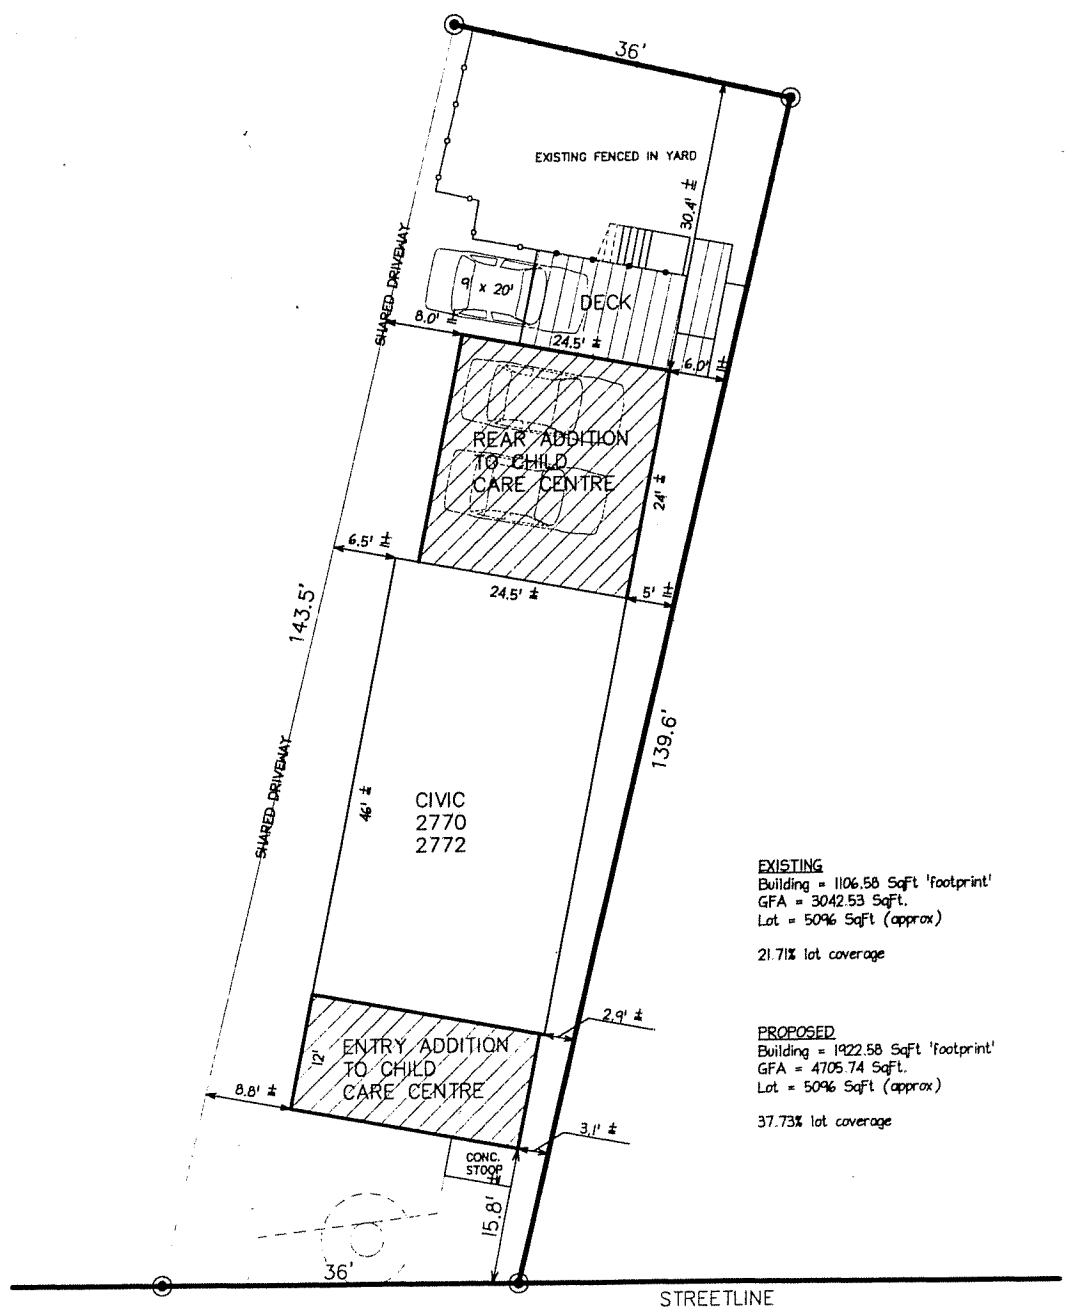 36'
EXISTING FENCED IN YARD
30.4' ±
SHARED DRIVEWAY
9 x 20'
DECK
8.0' ±
24.5' ±
6.0' ±
REAR ADDITION
TO CHILD
CARE CENTRE
24' ±
6.5' ±
24.5' ±
5' ±
143.5'
139.6'
SHARED DRIVEWAY
46' ±
CIVIC
2770
2772
EXISTING
Building = 1106.58 SqFt 'footprint'
GFA = 3042.53 SqFt.
Lot = 5096 SqFt (approx)
21.71% lot coverage
2.9' ±
PROPOSED
Building = 1922.58 SqFt 'footprint'
GFA = 4705.74 SqFt.
Lot = 5096 SqFt (approx)
37.73% lot coverage
12'
ENTRY ADDITION
TO CHILD
CARE CENTRE
8.8' ±
3.1' ±
CONC.
STOOP
15.8' ±
36'
STREETLINE